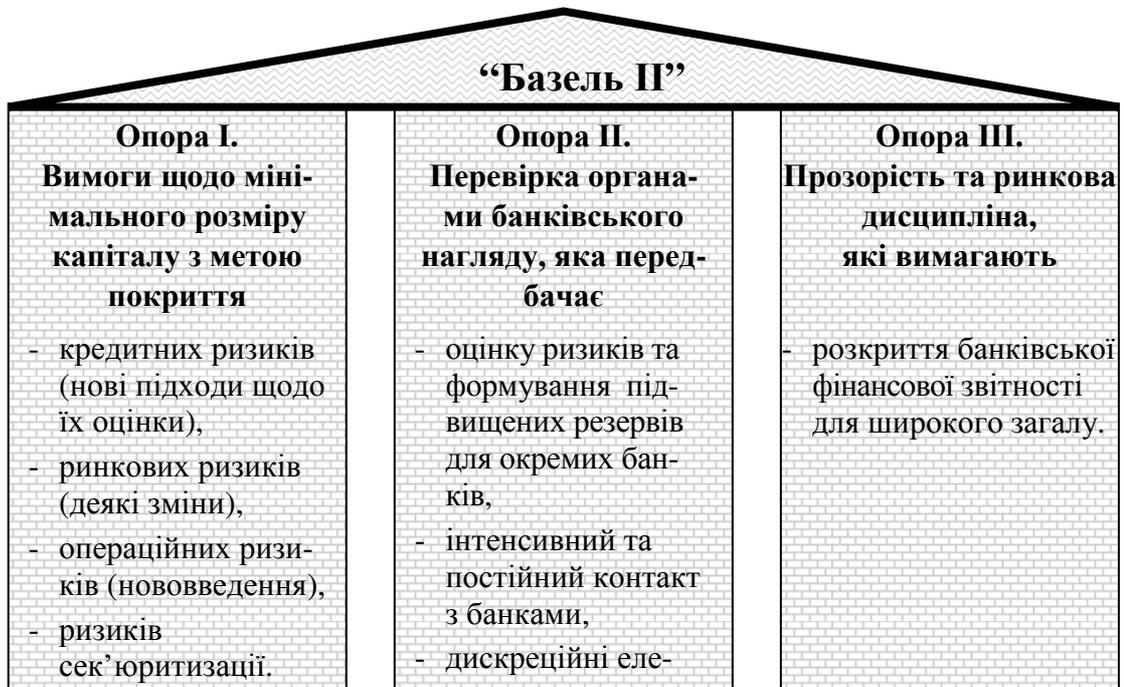 “Базель II”
Опора I.
Вимоги щодо міні-
мального розміру
капіталу з метою
покриття
- кредитних ризиків
(нові підходи щодо
їх оцінки),
- ринкових ризиків
(деякі зміни),
- операційних ризи-
ків (нововведення),
- ризиків
сек’юритизації.
Опора II.
Перевірка органа-
ми банківського
нагляду, яка перед-
бачає
- оцінку ризиків та
формування під-
вищених резервів
для окремих бан-
ків,
- інтенсивний та
постійний контакт
з банками,
- дискреційні еле-
Опора III.
Прозорість та ринкова
дисципліна,
які вимагають
- розкриття банківської
фінансової звітності
для широкого загалу.